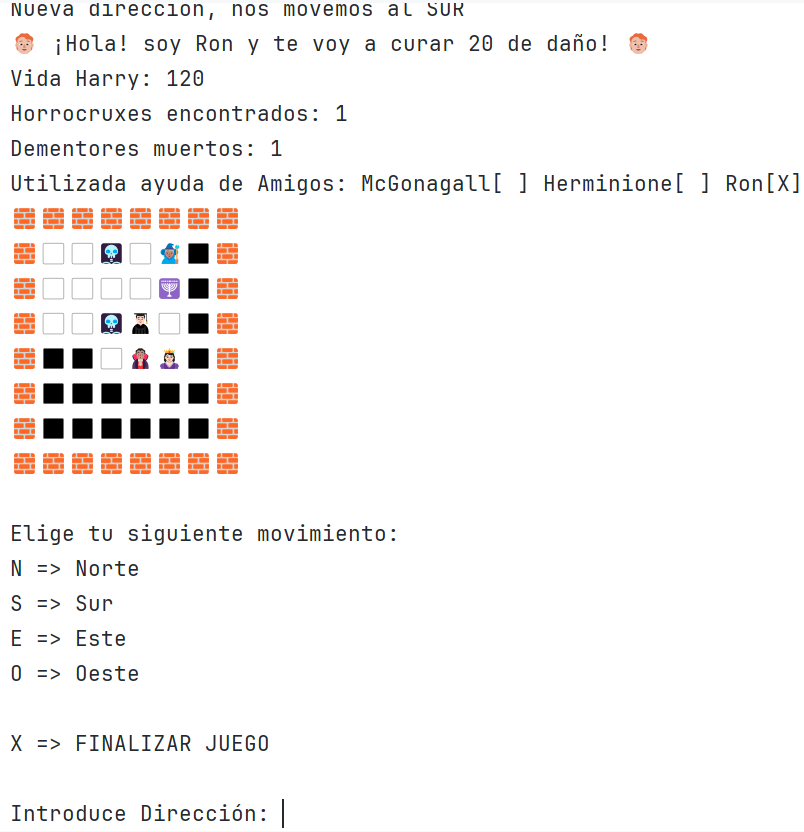 Nueva dirección, nos movemos al SUR
¡Hola! soy Ron y te voy a curar 20 de daño!
Vida Harry: 120
Horrocruxes encontrados: 1
Dementores muertos: 1
Utilizada ayuda de Amigos: McGonagall[ ] Herminione[ ] Ron[X]
Elige tu siguiente movimiento:
N => Norte
S => Sur
E => Este
O => Oeste
X => FINALIZAR JUEGO
Introduce Dirección: